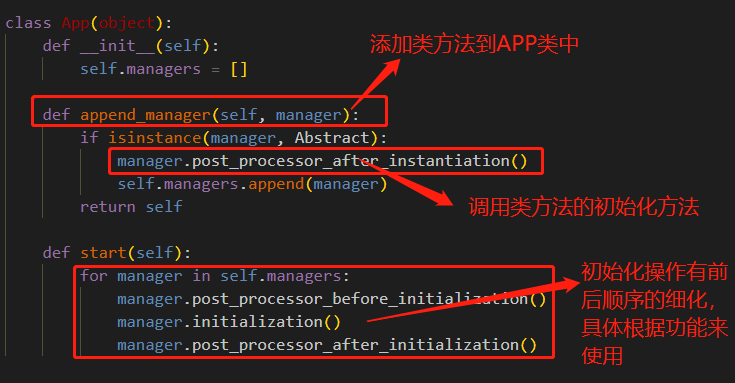 class App(object):
    def __init__(self):
        self.managers = []
添加类方法到APP类中
    def append_manager(self, manager):
        if isinstance(manager, Abstract):
            manager.post_processor_after_instantiation()
            self.managers.append(manager)
        return self
调用类方法的初始化方法
    def start(self):
        for manager in self.managers:
            manager.post_processor_before_initialization()
            manager.initialization()
            manager.post_processor_after_initialization()
初始化操作有前
后顺序的细化，
具体根据功能来
使用